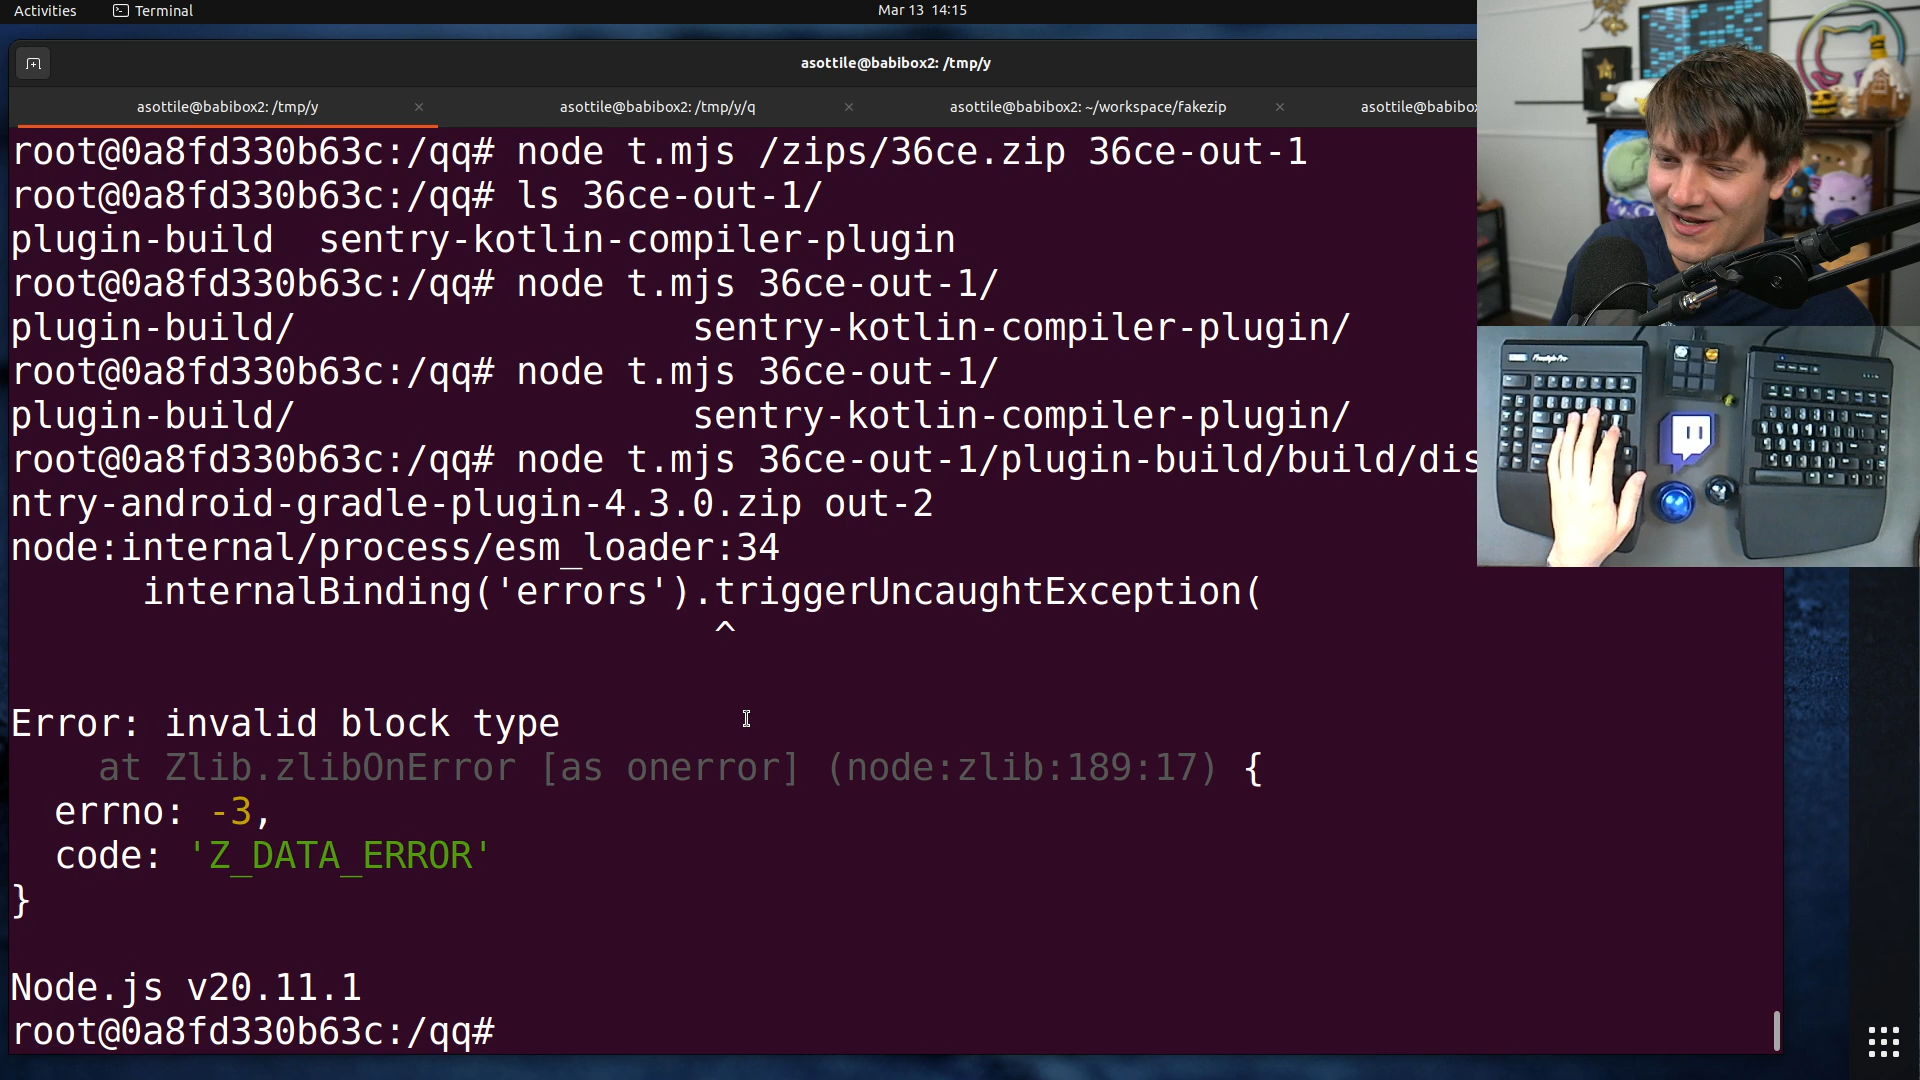 Activities
Terminal
Mar 13 14:15
asottile@babibox2: /tmp/y
asottile@babibox2: /tmp/y
asottile@babibox2: /tmp/y/q
asottile@babibox2: ~/workspace/fakezip
asottile@babibo
root@0a8fd330b63c:/qq# node t.mjs /zips/36ce.zip 36ce-out-1
root@0a8fd330b63c:/qq# ls 36ce-out-1/
plugin-build  sentry-kotlin-compiler-plugin
root@0a8fd330b63c:/qq# node t.mjs 36ce-out-1/
plugin-build/                  sentry-kotlin-compiler-plugin/
root@0a8fd330b63c:/qq# node t.mjs 36ce-out-1/
plugin-build/                  sentry-kotlin-compiler-plugin/
root@0a8fd330b63c:/qq# node t.mjs 36ce-out-1/plugin-build/build/dis
ntry-android-gradle-plugin-4.3.0.zip out-2
node:internal/process/esm_loader:34
      internalBinding('errors').triggerUncaughtException(
                                ^
Error: invalid block type
    at Zlib.zlibOnError [as onerror] (node:zlib:189:17) {
  errno: -3,
  code: 'Z_DATA_ERROR'
}
Node.js v20.11.1
root@0a8fd330b63c:/qq#